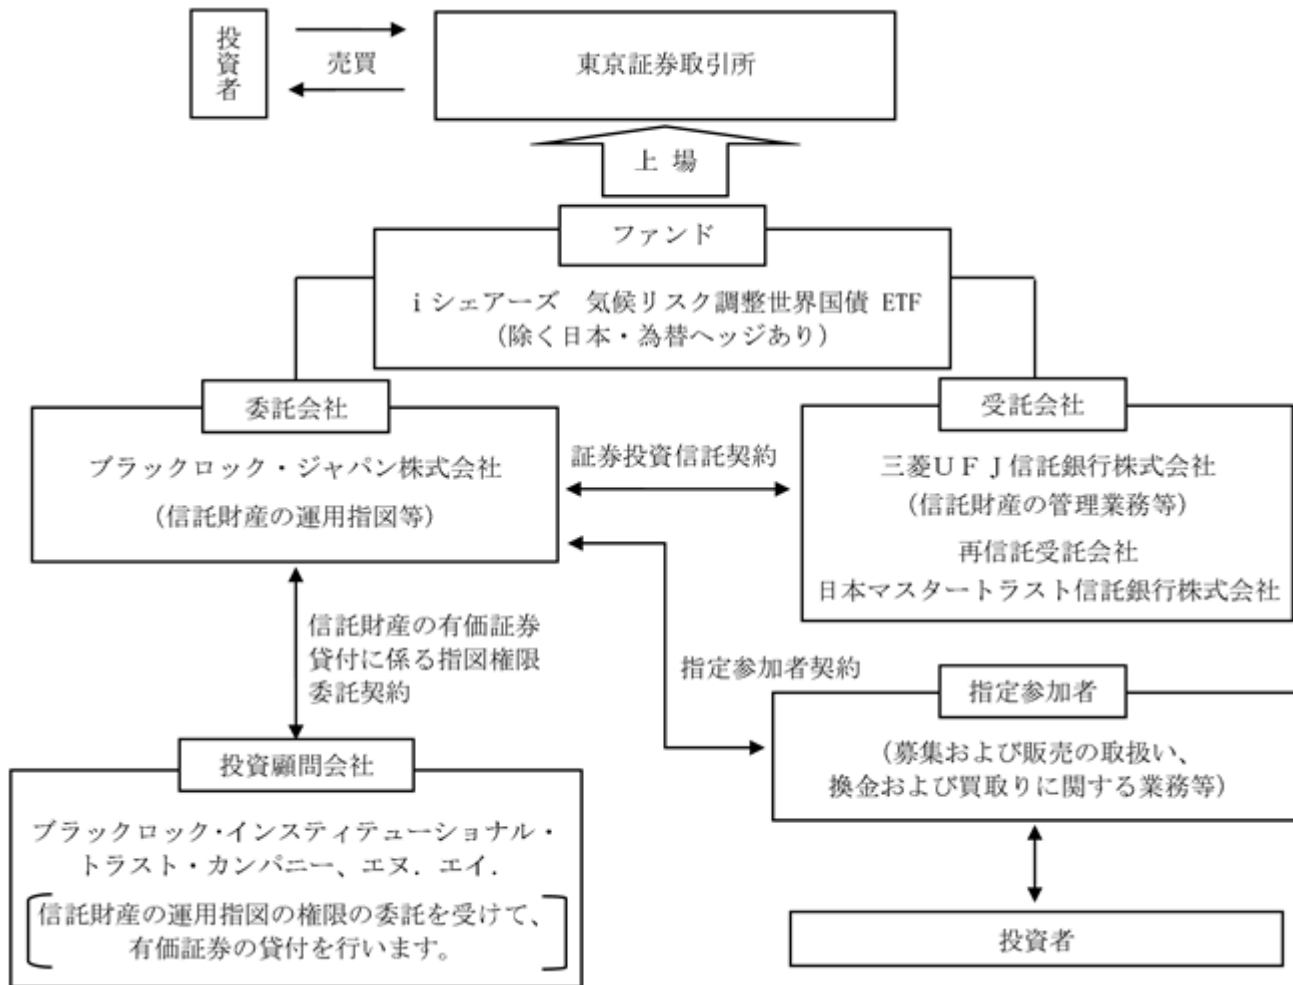 投資者
売買
東京証券取引所
上 場
ファンド
i シェアーズ 気候リスク調整世界国債 ETF
(除く日本・為替ヘッジあり)
委託会社
ブラックロック・ジャパン株式会社
(信託財産の運用指図等)
証券投資信託契約
受託会社
三菱UFJ信託銀行株式会社
(信託財産の管理業務等)
再信託受託会社
日本マスタートラスト信託銀行株式会社
信託財産の有価証券
貸付に係る指図権限
委託契約
指定参加者契約
指定参加者
(募集および販売の取扱い、
換金および買取りに関する業務等)
投資顧問会社
ブラックロック・インスティテューショナル・
トラスト・カンパニー、エヌ.エイ.
信託財産の運用指図の権限の委託を受けて、
有価証券の貸付を行います。
投資者